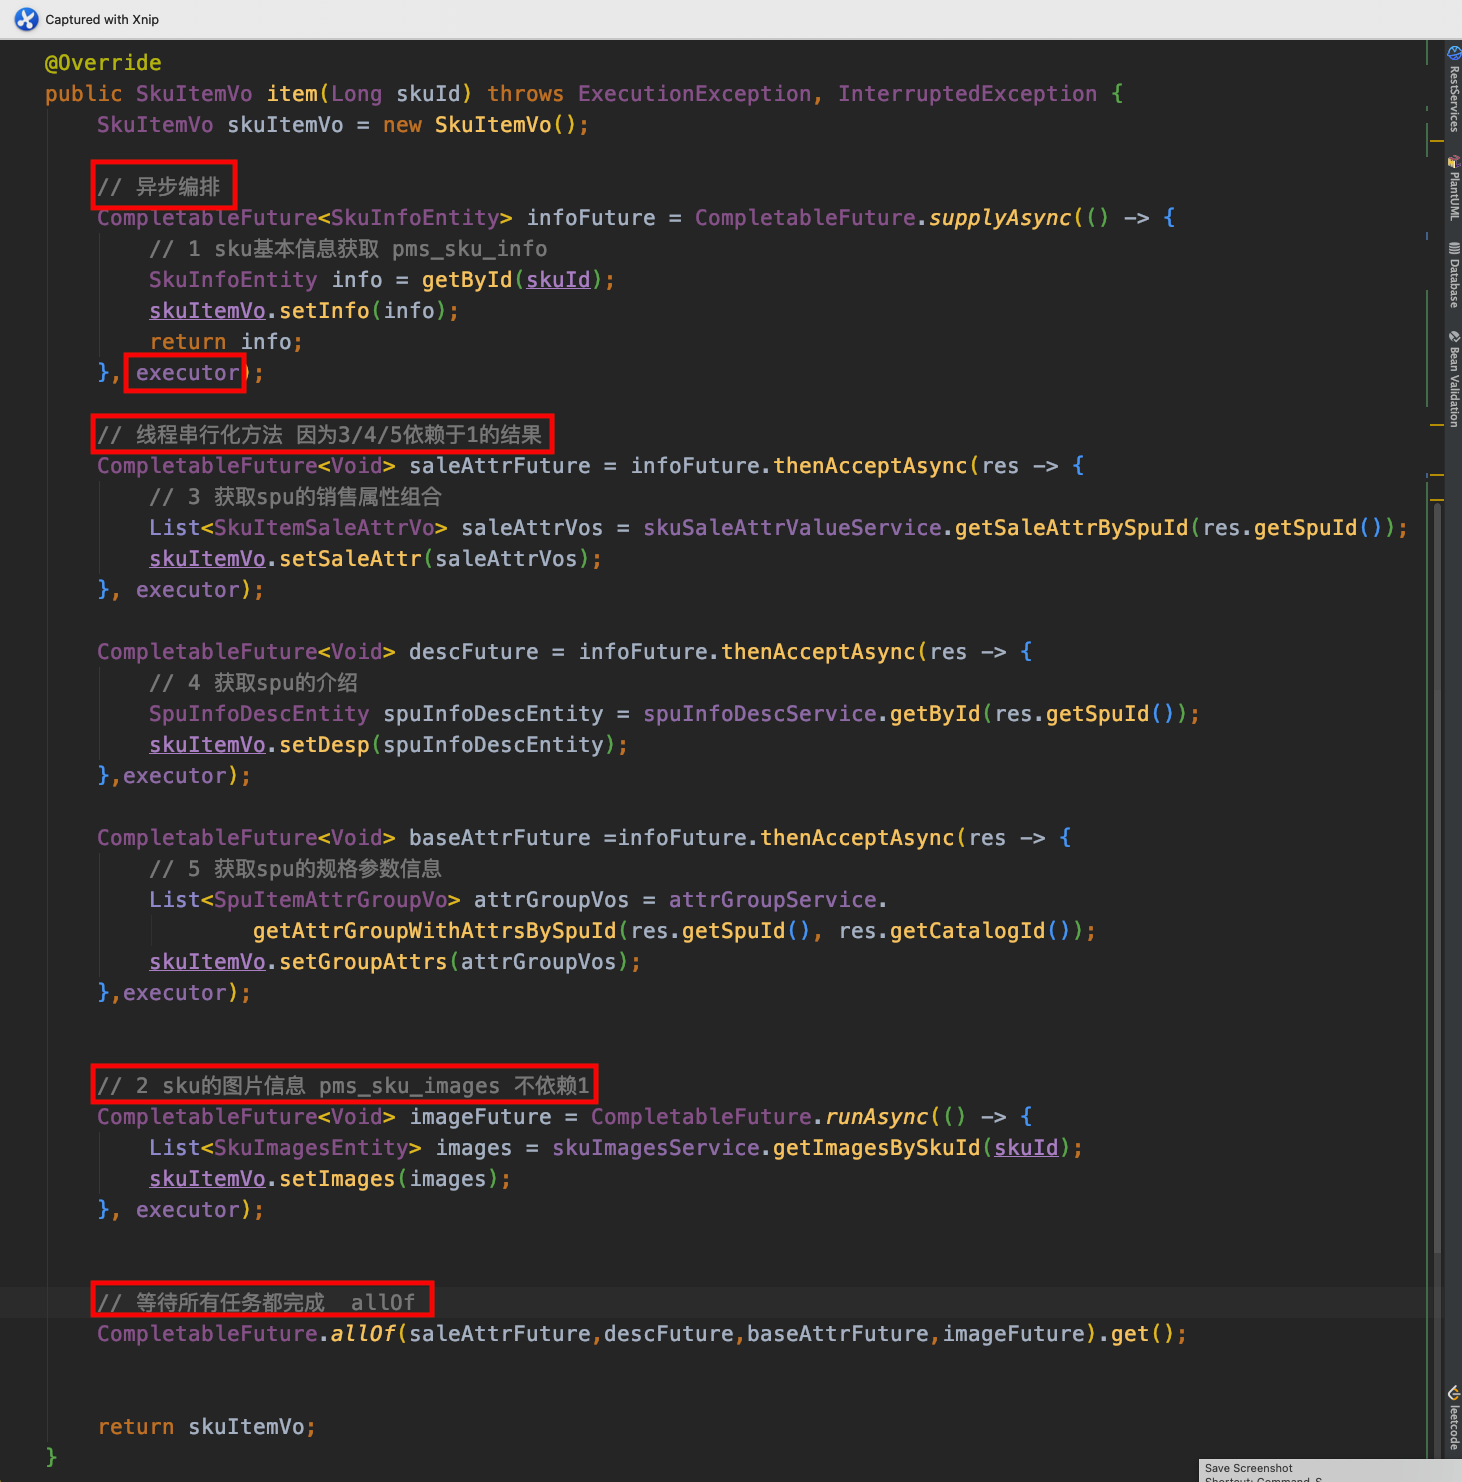 Captured with Xnip
@Override
public SkuItemVo item(Long skuId) throws ExecutionException, InterruptedException {
SkuItemVo skuItemVo = new SkuItemVo();
// 异步编排
CompletableFuture<SkuInfoEntity> infoFuture = CompletableFuture.supplyAsync(() -> {
// 1 sku基本信息获取 pms_sku_info
SkuInfoEntity info = getById(skuId);
skuItemVo.setInfo(info);
return info;
}, executor);
// 线程串行化方法 因为3/4/5依赖于1的结果
CompletableFuture<Void> saleAttrFuture = infoFuture.thenAcceptAsync(res -> {
// 3 获取spu的销售属性组合
List<SkuItemSaleAttrVo> saleAttrVos = skuSaleAttrValueService.getSaleAttrBySpuId(res.getSpuId());
skuItemVo.setSaleAttr(saleAttrVos);
}, executor);
CompletableFuture<Void> descFuture = infoFuture.thenAcceptAsync(res -> {
// 4 获取spu的介绍
SpuInfoDescEntity spuInfoDescEntity = spuInfoDescService.getById(res.getSpuId());
skuItemVo.setDesp(spuInfoDescEntity);
},executor);
CompletableFuture<Void> baseAttrFuture =infoFuture.thenAcceptAsync(res -> {
// 5 获取spu的规格参数信息
List<SpuItemAttrGroupVo> attrGroupVos = attrGroupService.
getAttrGroupWithAttrsBySpuId(res.getSpuId(), res.getCatalogId());
skuItemVo.setGroupAttrs(attrGroupVos);
},executor);
// 2 sku的图片信息 pms_sku_images 不依赖1
CompletableFuture<Void> imageFuture = CompletableFuture.runAsync(() -> {
List<SkuImagesEntity> images = skuImagesService.getImagesBySkuId(skuId);
skuItemVo.setImages(images);
}, executor);
// 等待所有任务都完成  allOf
CompletableFuture.allOf(saleAttrFuture,descFuture,baseAttrFuture,imageFuture).get();
return skuItemVo;
}
RestServices
PlantUML
Database
Bean Validation
leetcode
Save Screenshot
Shortcut: Command S